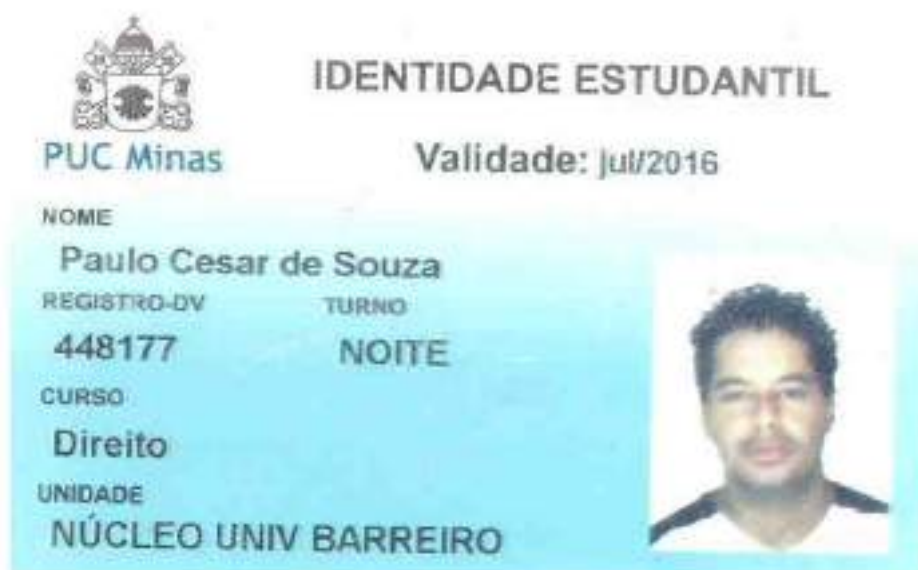 IDENTIDADE ESTUDANTIL
PUC Minas
Validade: jul/2016
NOME
Paulo Cesar de Souza
REGISTRO-DV TURNO
448177 NOITE
CURSO
Direito
UNIDADE
NÚCLEO UNIV BARREIRO